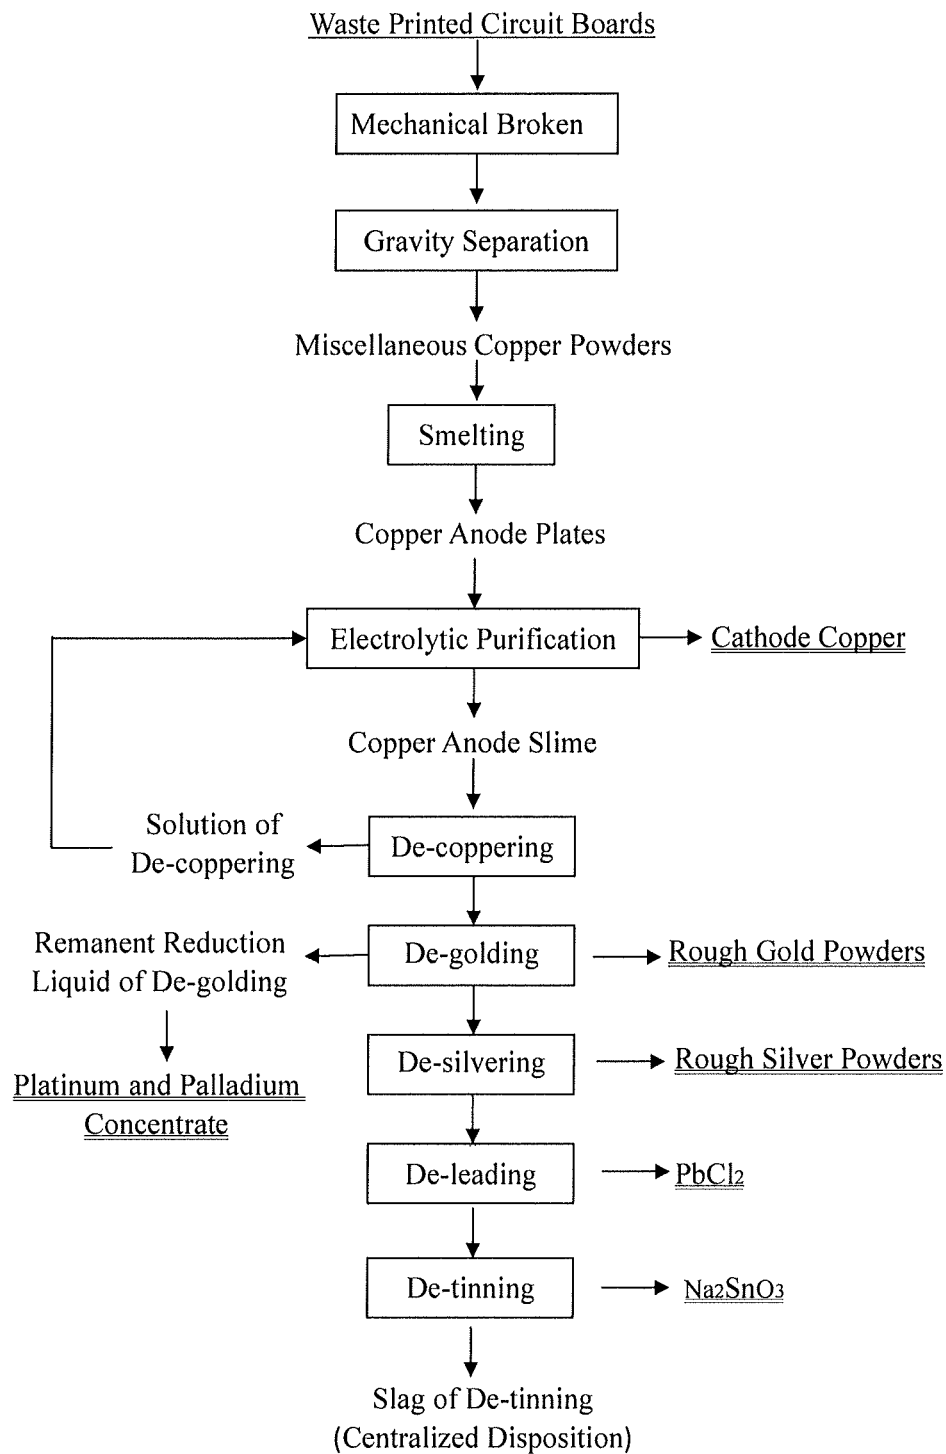 Waste Printed Circuit Boards
Mechanical Broken
Gravity Separation
Miscellaneous Copper Powders
Smelting
Copper Anode Plates
Electrolytic Purification
Cathode Copper
Copper Anode Slime
Solution of
De-coppering
De-coppering
Remanent Reduction
Liquid of De-golding
De-golding
Rough Gold Powders
De-silvering
Rough Silver Powders
Platinum and Palladium
Concentrate
De-leading
PbCl2
De-tinning
Na2SnO3
Slag of De-tinning
(Centralized Disposition)